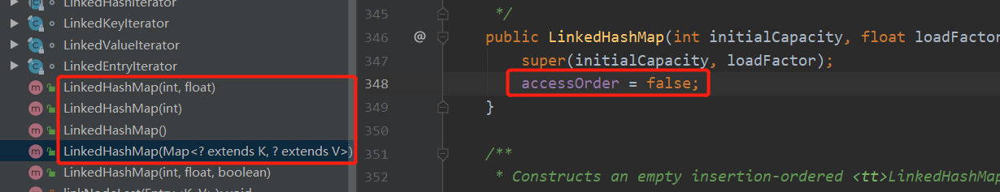 LinkedHashIterator
LinkedKeyIterator
LinkedValueIterator
LinkedEntryIterator
LinkedHashMap(int, float)
LinkedHashMap(int)
LinkedHashMap()
LinkedHashMap(Map<? extends K, ? extends V>)
LinkedHashMap(int, float, boolean)
345 */
346 @ public LinkedHashMap(int initialCapacity, float loadFactor
347 super(initialCapacity, loadFactor);
348 accessOrder = false;
349 }
350
351 /**
352 * Constructs an empty insertion-ordered <tt>LinkedHashMap